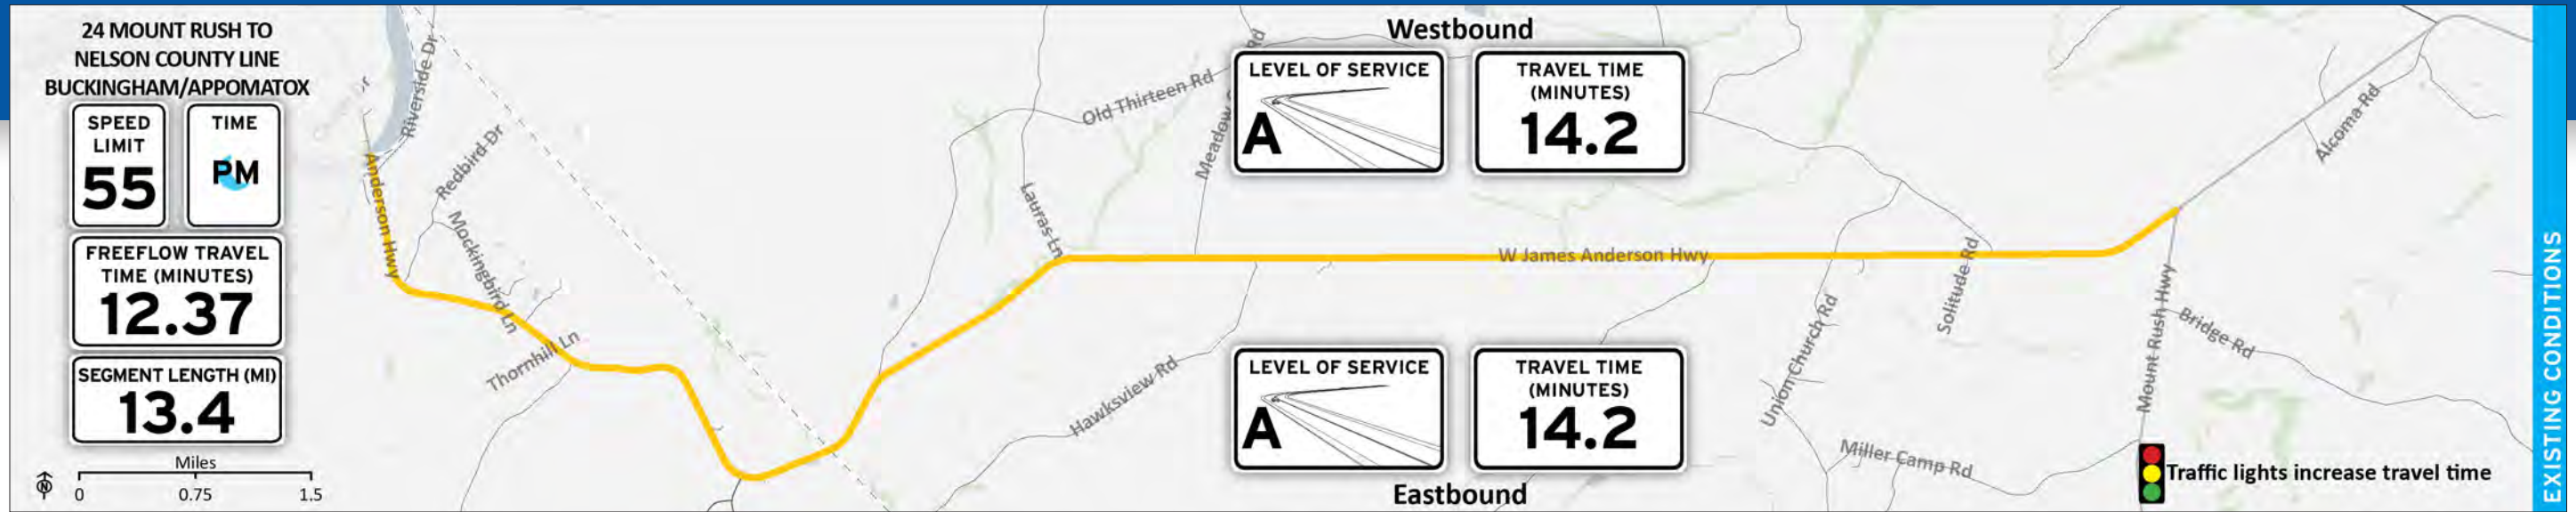 24 MOUNT RUSH TO
NELSON COUNTY LINE
BUCKINGHAM/APPOMATOX
SPEED
LIMIT
55
TIME
PM
FREEFLOW TRAVEL
TIME (MINUTES)
12.37
SEGMENT LENGTH (MI)
13.4
Miles
0 0.75 1.5
N
Riverside Dr
Anderson Hwy
Redbird Dr
Mockingbird Ln
Thornhill Ln
Lauras Ln
Old Thirteen Rd
Meadow
Rd
Hawksview Rd
Westbound
LEVEL OF SERVICE
A
TRAVEL TIME
(MINUTES)
14.2
W James Anderson Hwy
LEVEL OF SERVICE
A
TRAVEL TIME
(MINUTES)
14.2
Eastbound
Union Church Rd
Solitude Rd
Miller Camp Rd
Mount Rush Hwy
Bridge Rd
Alcoma Rd
Traffic lights increase travel time
EXISTING CONDITIONS